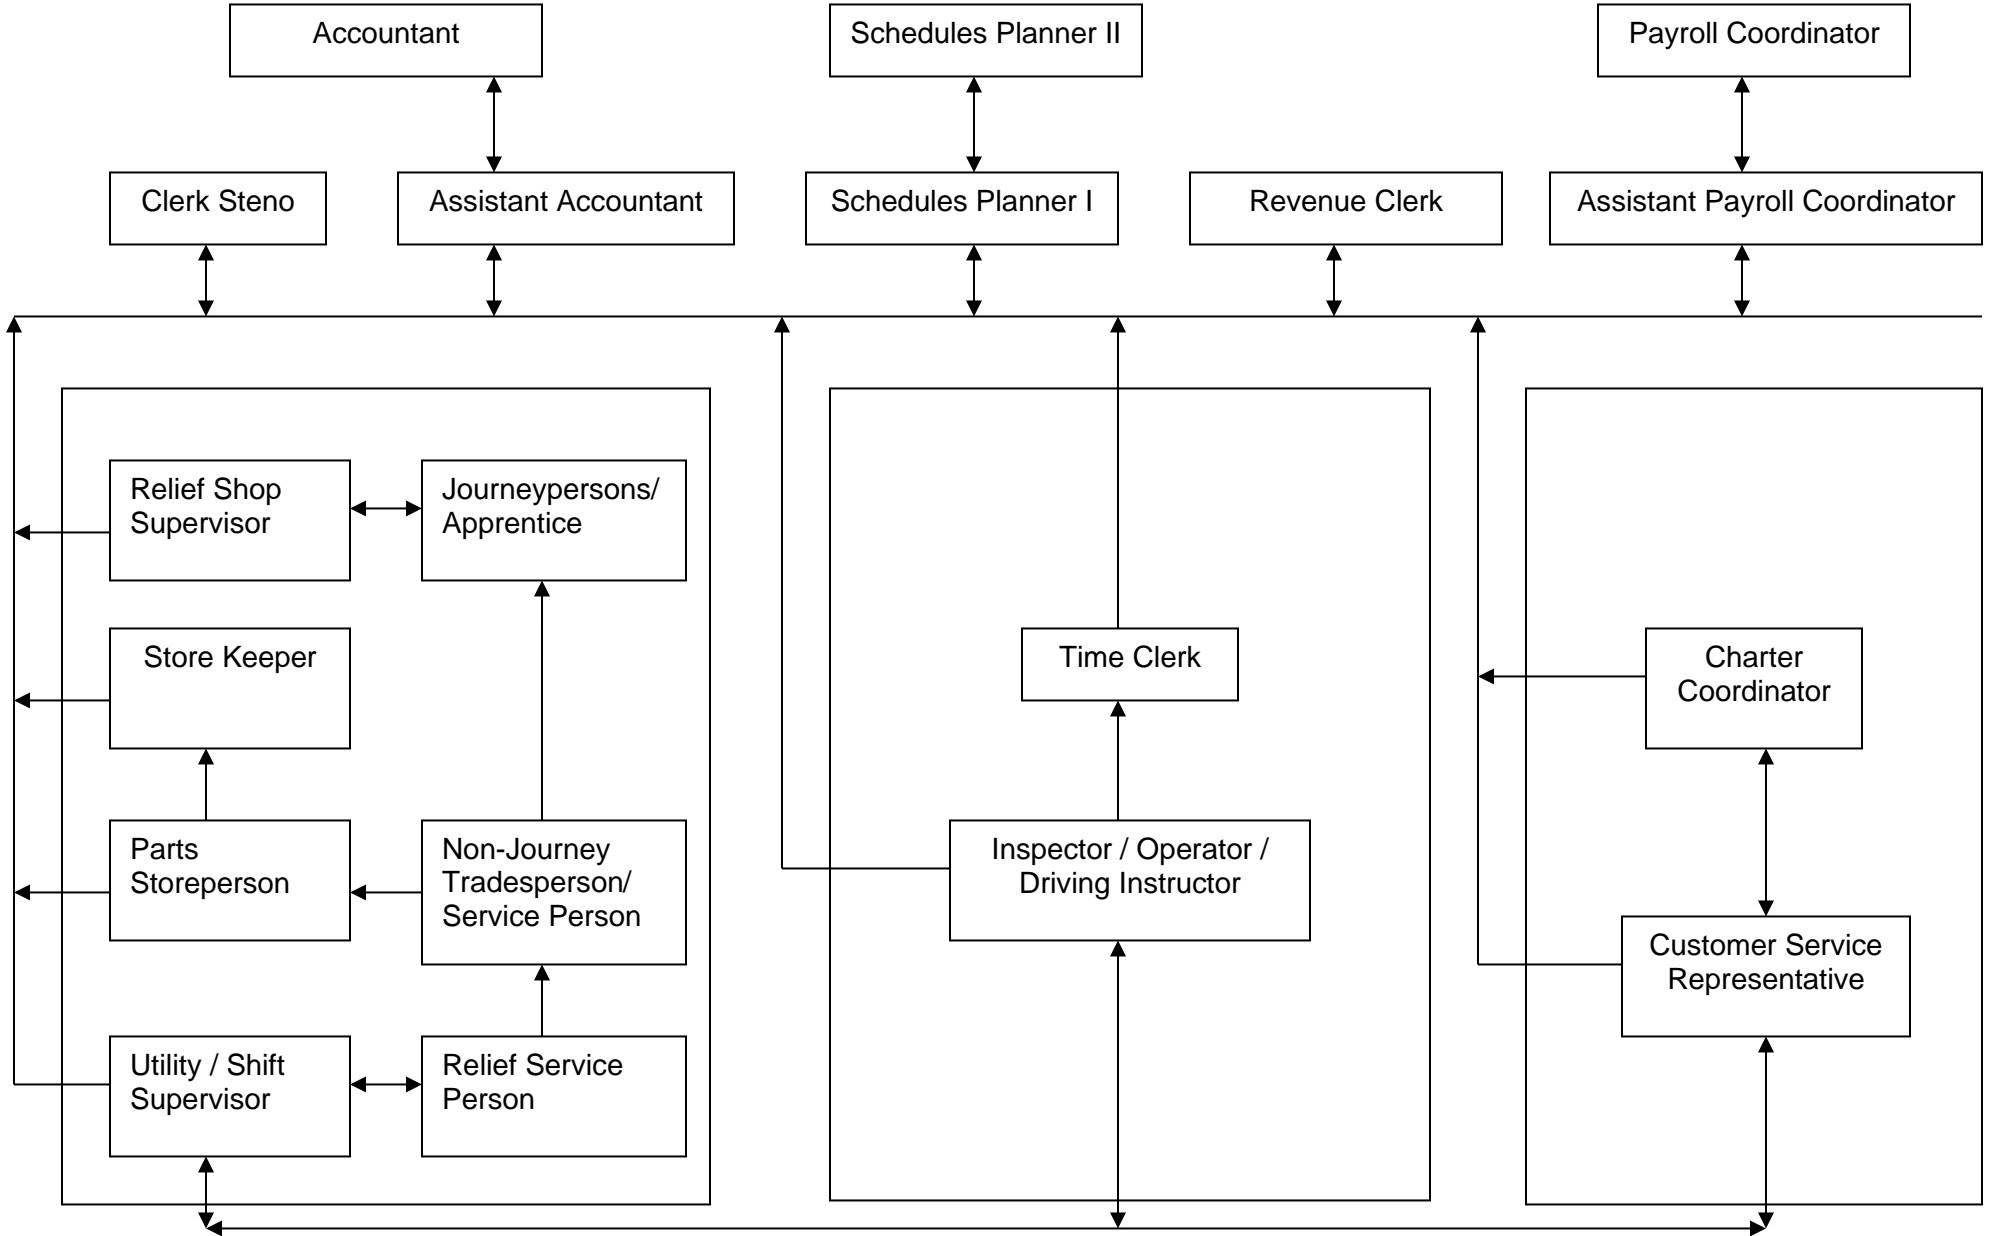 Accountant
Schedules Planner II
Payroll Coordinator
Clerk Steno
Assistant Accountant
Schedules Planner I
Revenue Clerk
Assistant Payroll Coordinator
Relief Shop
Supervisor
Journeypersons/
Apprentice
Store Keeper
Parts
Storeperson
Non-Journey
Tradesperson/
Service Person
Utility / Shift
Supervisor
Relief Service
Person
Time Clerk
Inspector / Operator /
Driving Instructor
Charter
Coordinator
Customer Service
Representative